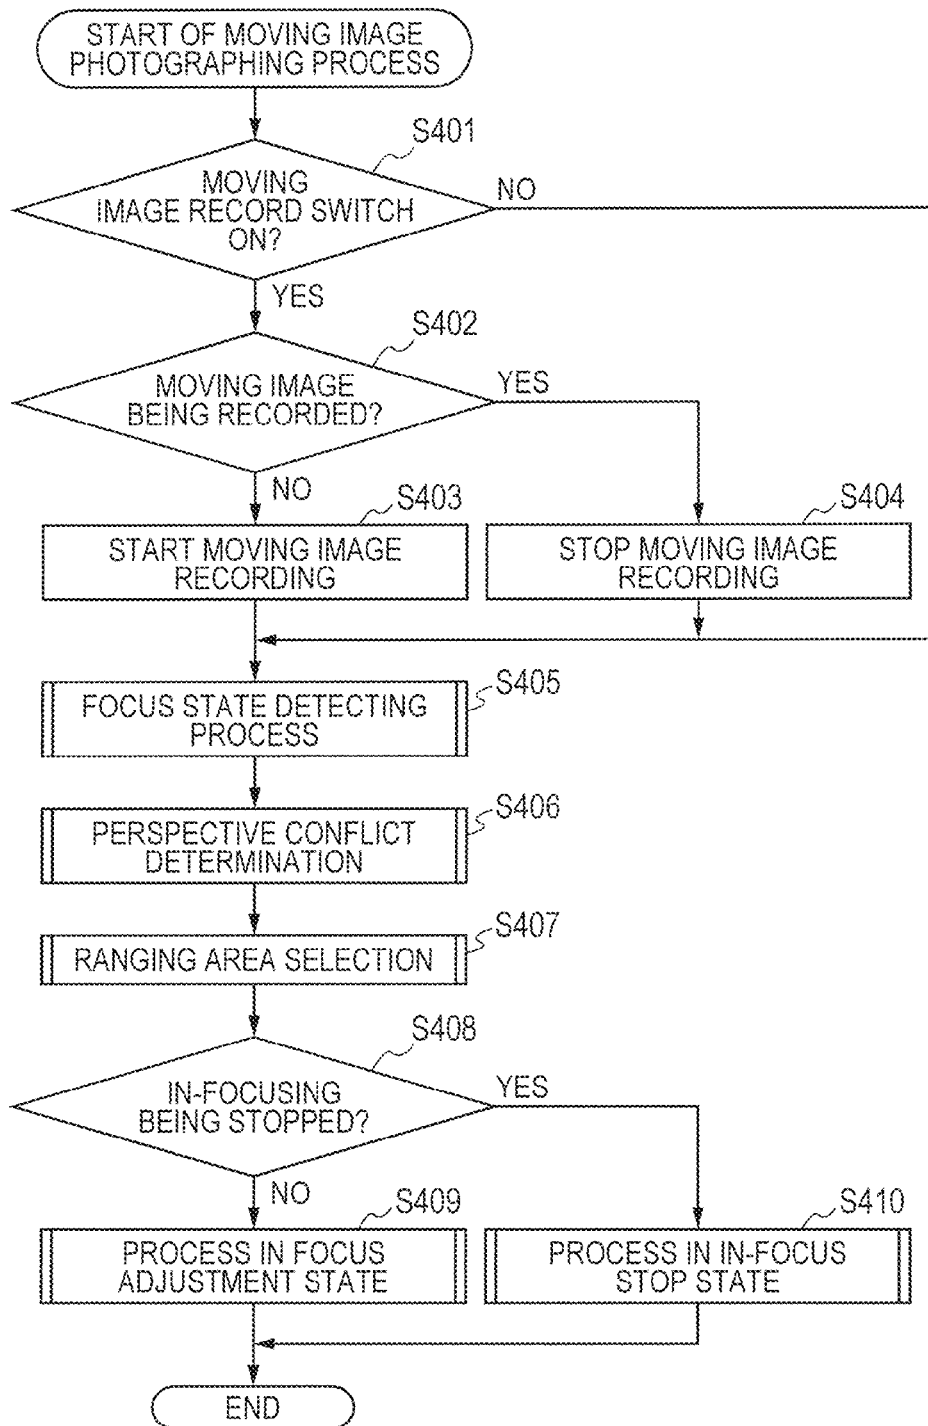 START OF MOVING IMAGE
PHOTOGRAPHING PROCESS
S401
MOVING
IMAGE RECORD SWITCH
ON?
NO
YES
S402
MOVING IMAGE
BEING RECORDED?
YES
NO
S403
START MOVING IMAGE
RECORDING
S404
STOP MOVING IMAGE
RECORDING
S405
FOCUS STATE DETECTING
PROCESS
S406
PERSPECTIVE CONFLICT
DETERMINATION
S407
RANGING AREA SELECTION
S408
IN-FOCUSING
BEING STOPPED?
YES
NO
S409
PROCESS IN FOCUS
ADJUSTMENT STATE
S410
PROCESS IN IN-FOCUS
STOP STATE
END